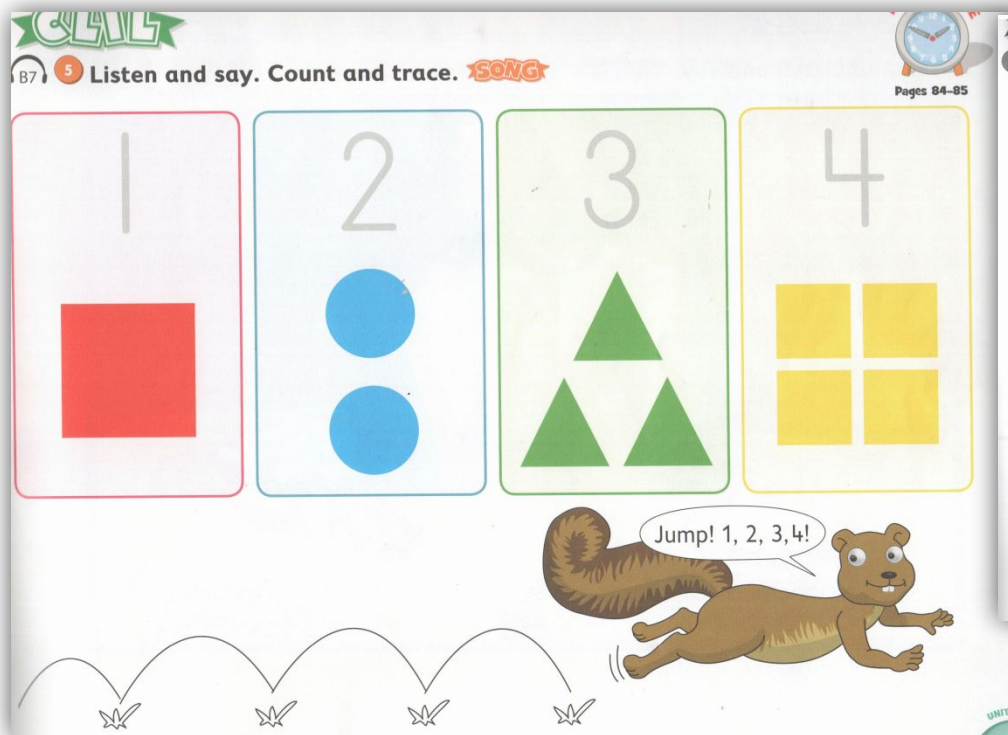 CLIL
B7 5 Listen and say. Count and trace. SONG
Pages 84–85
1 2 3 4
Jump! 1, 2, 3, 4!
UNIT